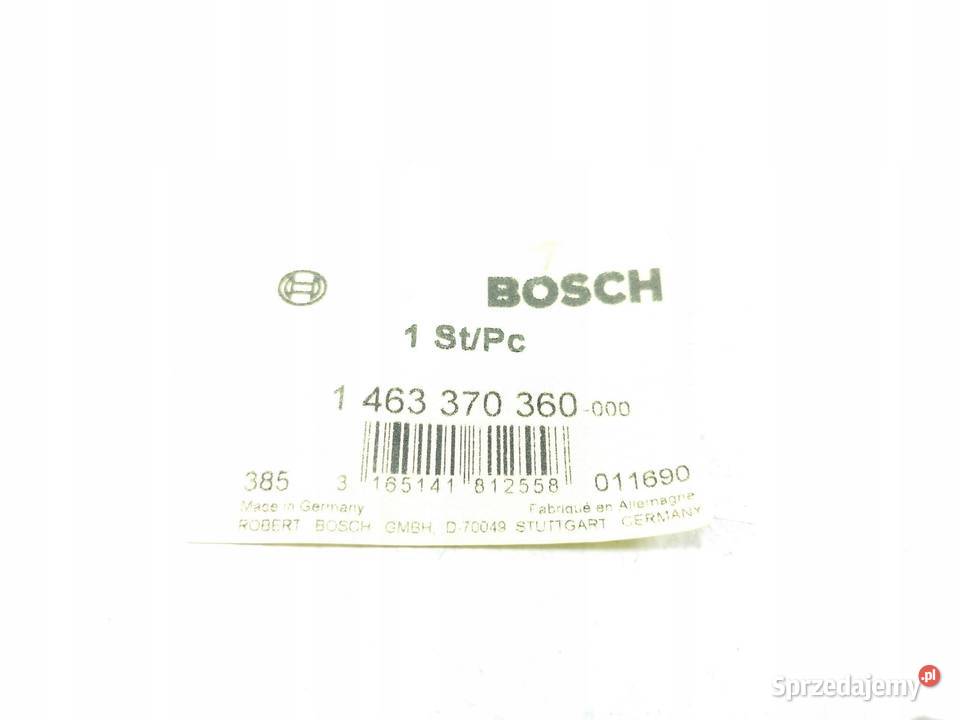 BOSCH
1 St/Pc
1 463 370 360-000
385 3 165141 812558 011690
Made in Germany Fabriqué en Allemagne
ROBERT BOSCH GMBH, D-70049 STUTTGART GERMANY
Sprzedajemy.pl